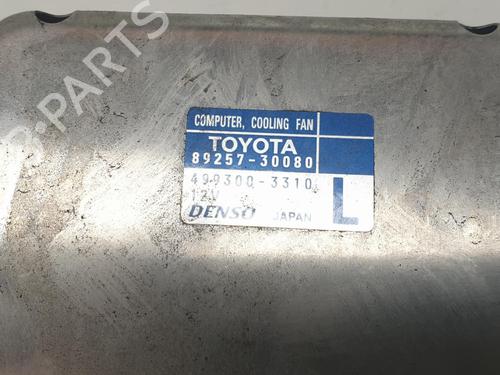 COMPUTER, COOLING FAN
TOYOTA
89257-30080
499300-3310
12V
L
DENSO JAPAN
B-PARTS